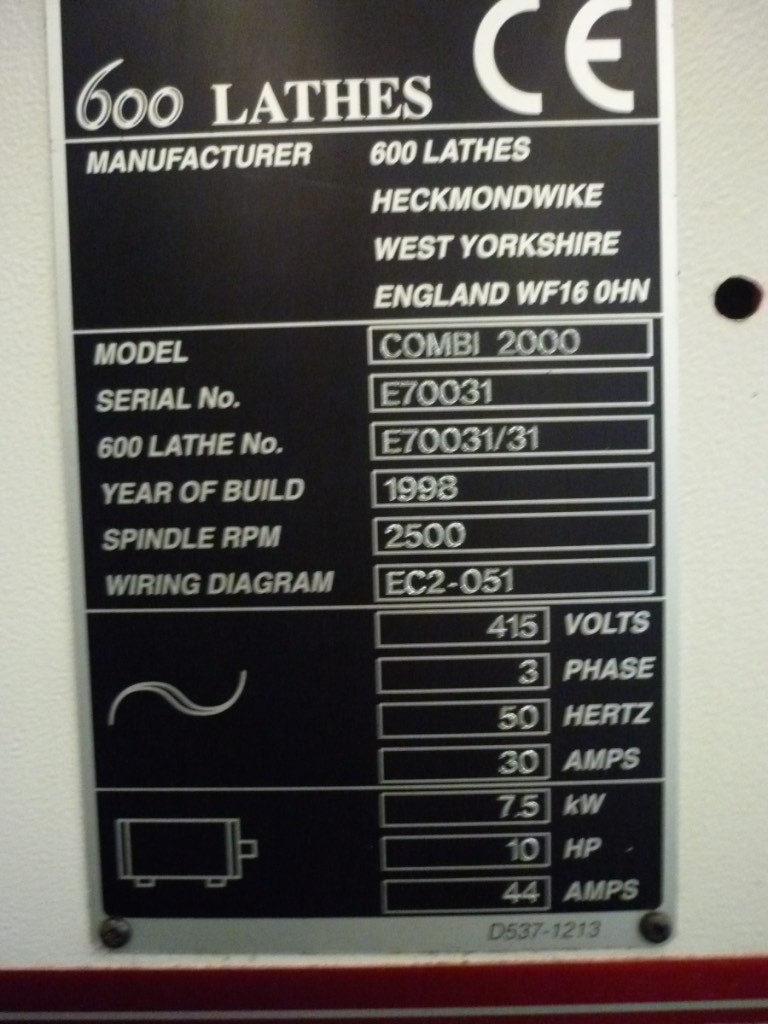 CE
600 LATHES
MANUFACTURER 600 LATHES
HECKMONDWIKE
WEST YORKSHIRE
ENGLAND WF16 0HN
MODEL COMBI 2000
SERIAL No. E70031
600 LATHE No. E70031/31
YEAR OF BUILD 1998
SPINDLE RPM 2500
WIRING DIAGRAM EC2-051
415 VOLTS
3 PHASE
50 HERTZ
30 AMPS
7.5 kW
10 HP
44 AMPS
D537-1213